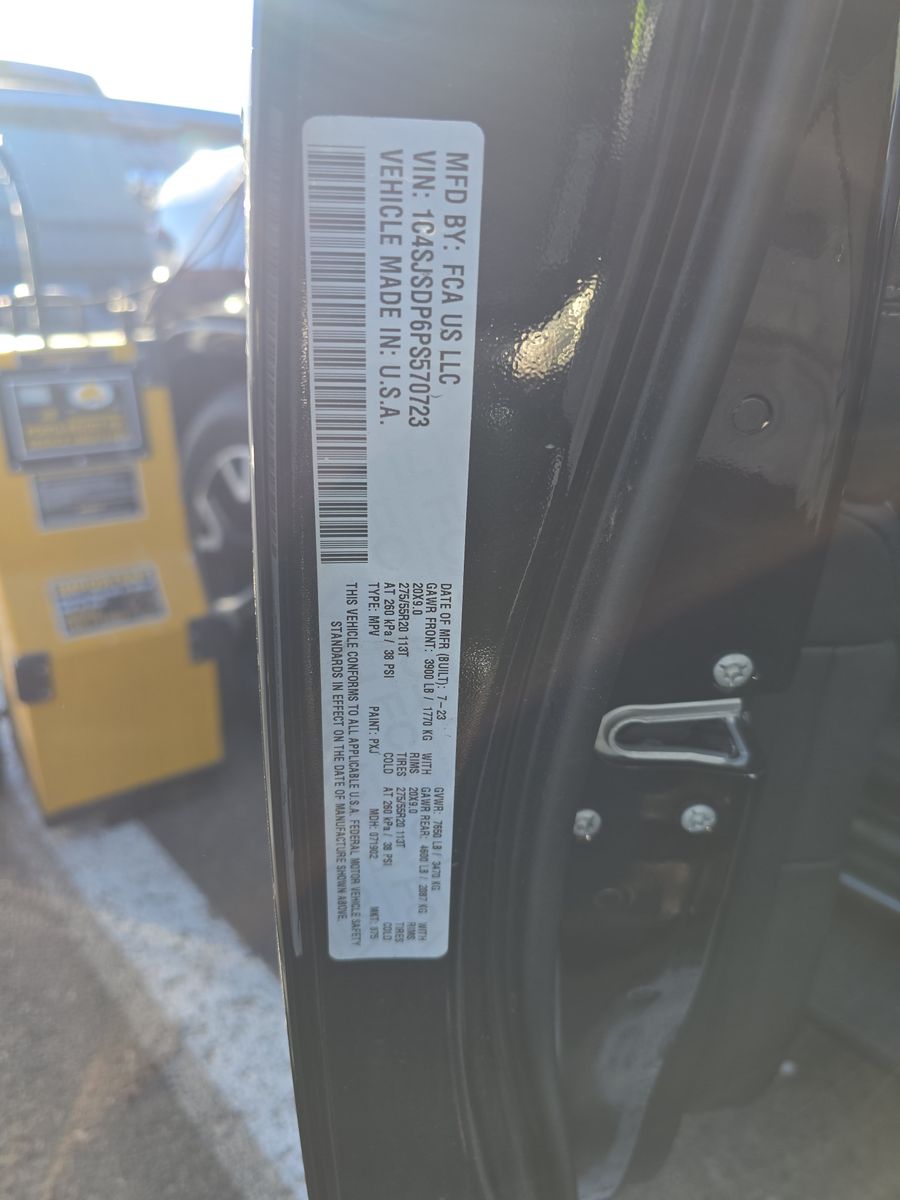 MFD BY: FCA US LLC
VIN: 1C4SJSDP6PS570723
VEHICLE MADE IN: U.S.A.
DATE OF MFR (BUILT): 7-23 GVWR: 7650 LB / 3470 KG
GAWR FRONT: 3900 LB / 1770 KG WITH GAWR REAR: 4600 LB / 2087 KG WITH
20X9.0 RIMS 20X9.0 RIMS
275/55R20 113T TIRES 275/55R20 113T TIRES
AT 260 kPa / 38 PSI COLD AT 260 kPa / 38 PSI COLD
TYPE: MPV PAINT: PXJ MDH: 071902 MKT: 875
THIS VEHICLE CONFORMS TO ALL APPLICABLE U.S.A. FEDERAL MOTOR VEHICLE SAFETY
STANDARDS IN EFFECT ON THE DATE OF MANUFACTURE SHOWN ABOVE.